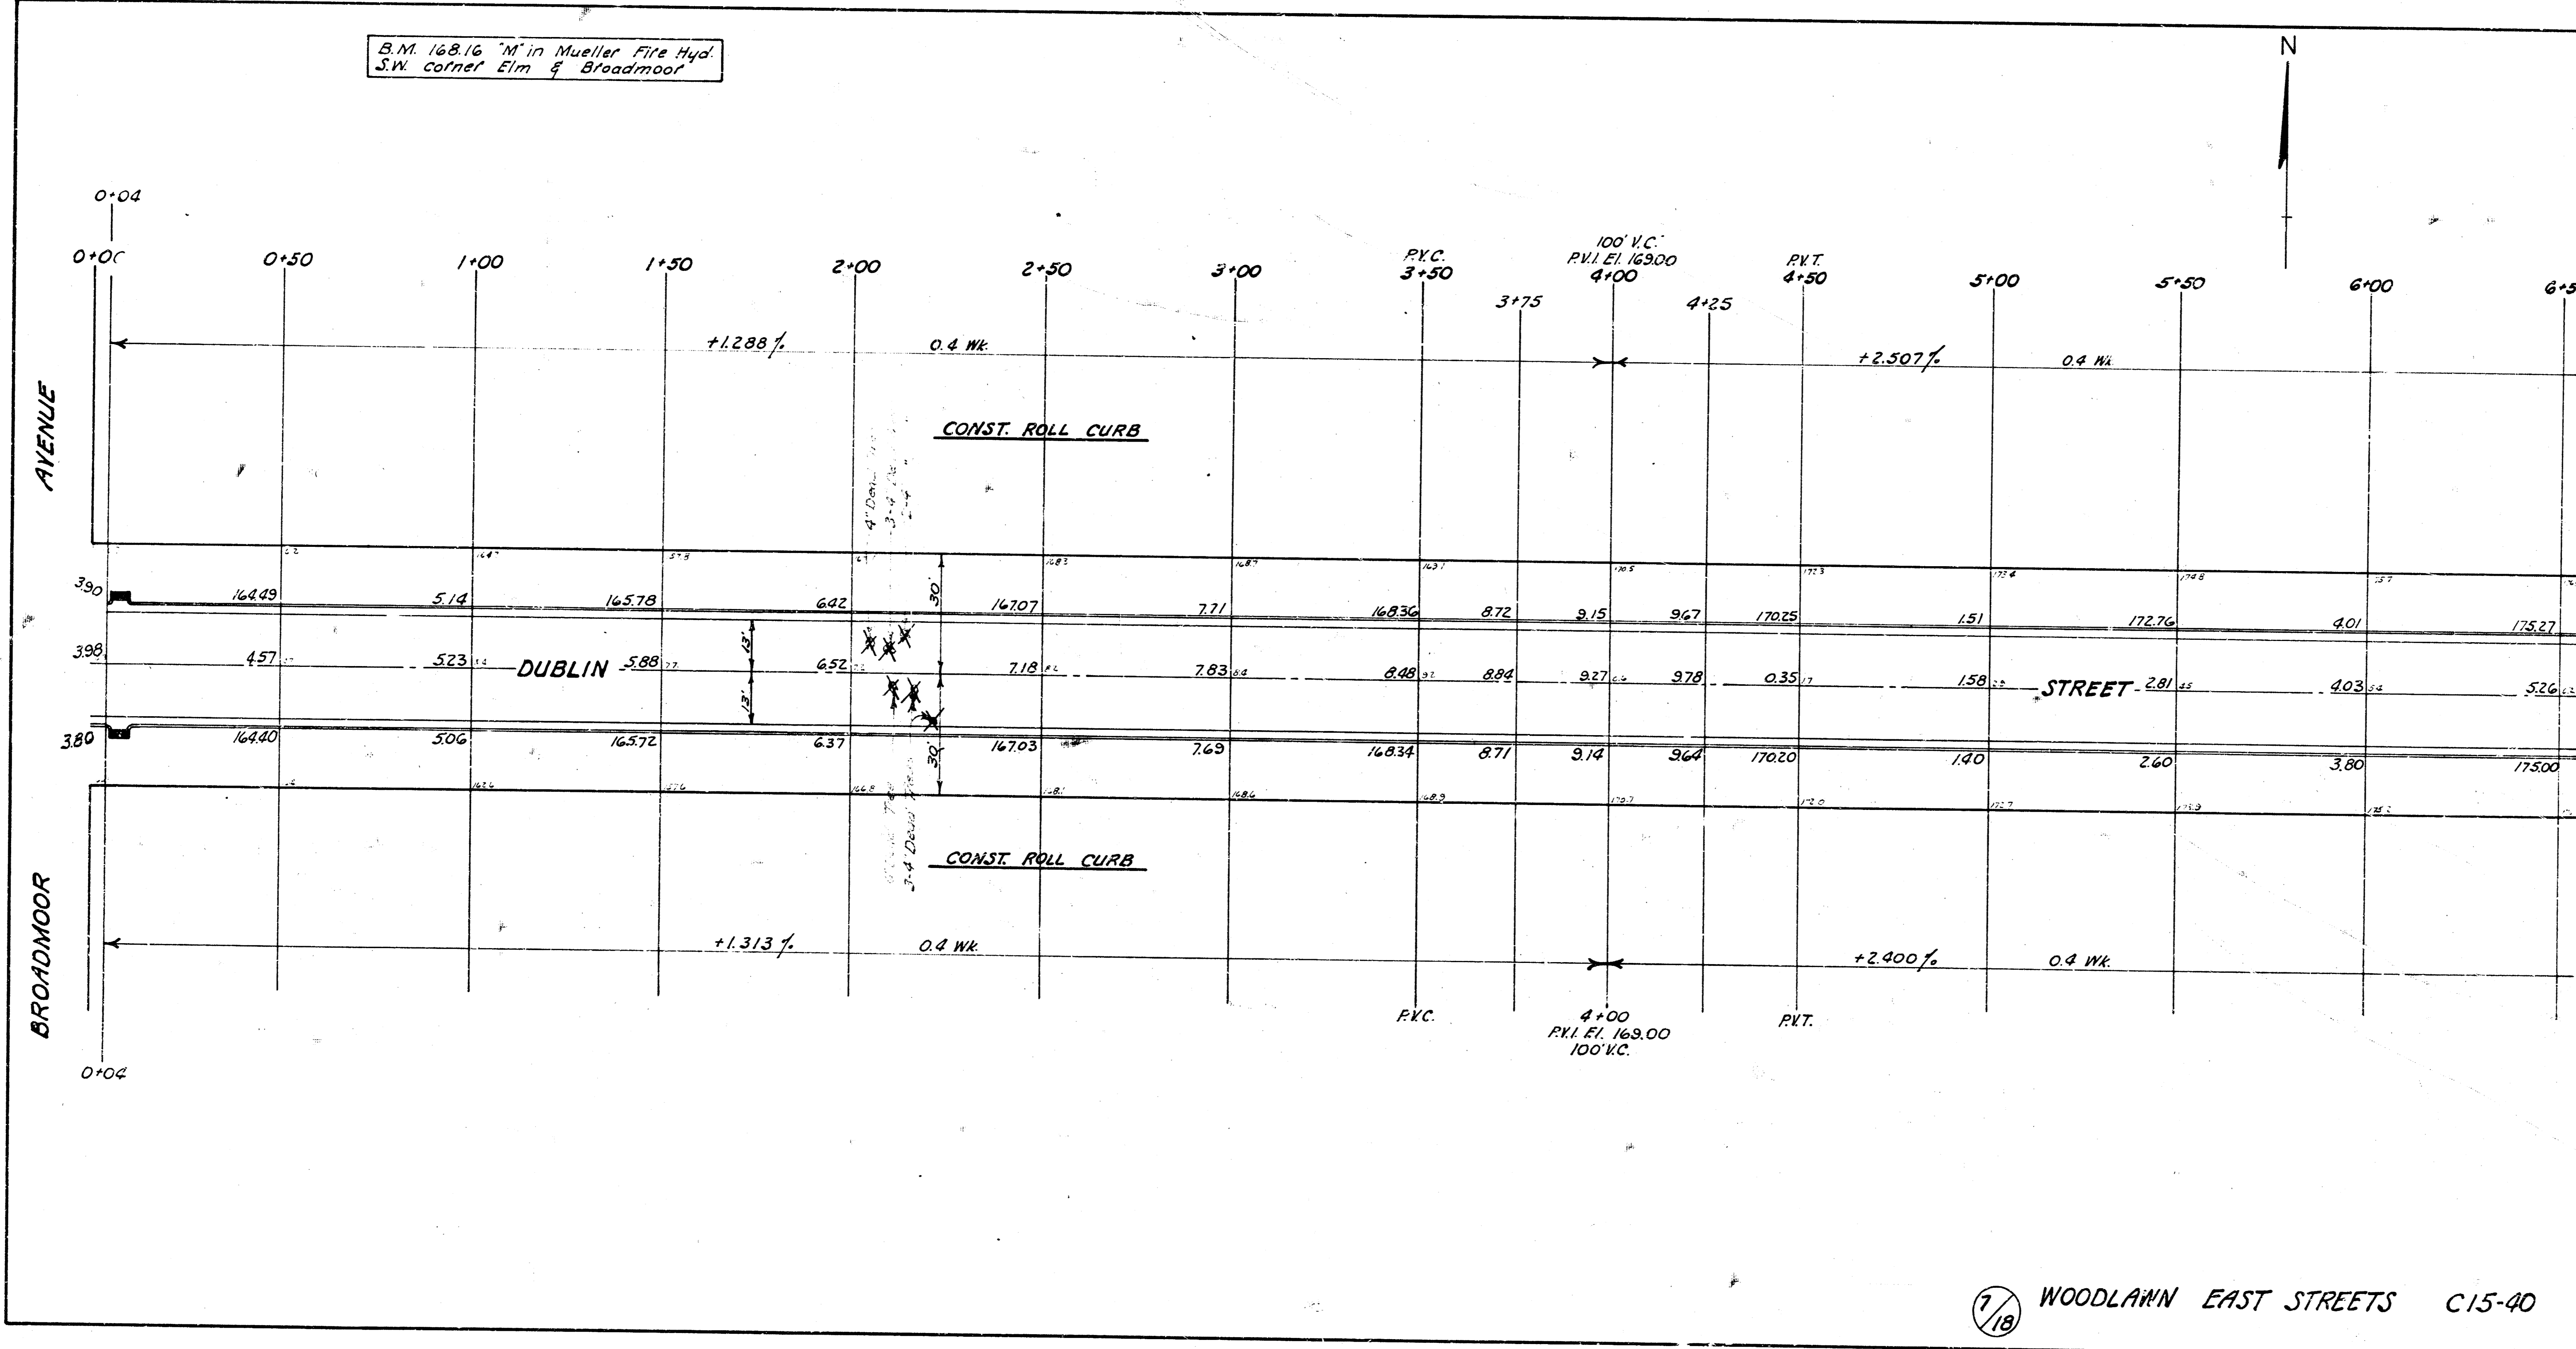 B.M. 168.16 "M" in Mueller Fire Hyd.
S.W. corner Elm & Broadmoor
N
0+04
0+00 0+50 1+00 1+50 2+00 2+50 3+00
P.V.C.
3+50
3+75
100' V.C.
P.V.I. El. 169.00
4+00
4+25
P.V.T.
4+50
5+00 5+50 6+00 6+5
+1.288% 0.4 Wk. +2.507% 0.4 Wk
AVENUE
CONST. ROLL CURB
3-4"
2-4"
30'
3.90 164.49 5.14 165.78 6.42 167.07 7.71 168.36 8.72 9.15 9.67 170.25 1.51 172.76 4.01 175.27
13'
3.98 4.57 5.23 DUBLIN 5.88 6.52 7.18 7.83 8.48 8.84 9.27 9.78 0.35 1.58 STREET 2.81 4.03 5.26
13'
3.80 164.40 5.06 165.72 6.37 167.03 7.69 168.34 8.71 9.14 9.64 170.20 1.40 2.60 3.80 175.00
30'
3-4" Dead Trees
CONST. ROLL CURB
BROADMOOR
+1.313% 0.4 Wk. +2.400% 0.4 Wk.
P.V.C.
4+00
P.V.I. El. 169.00
100' V.C.
P.V.T.
0+04
7/18 WOODLAWN EAST STREETS C15-40